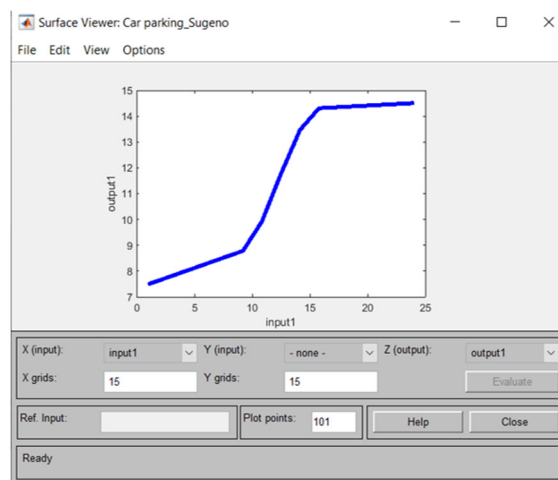 Surface Viewer: Car parking_Sugeno
File Edit View Options
15
14
13
12
11
10
9
8
7
output1
0 5 10 15 20 25
input1
X (input): input1 Y (input): - none - Z (output): output1
X grids: 15 Y grids: 15 Evaluate
Ref. Input: Plot points: 101 Help Close
Ready